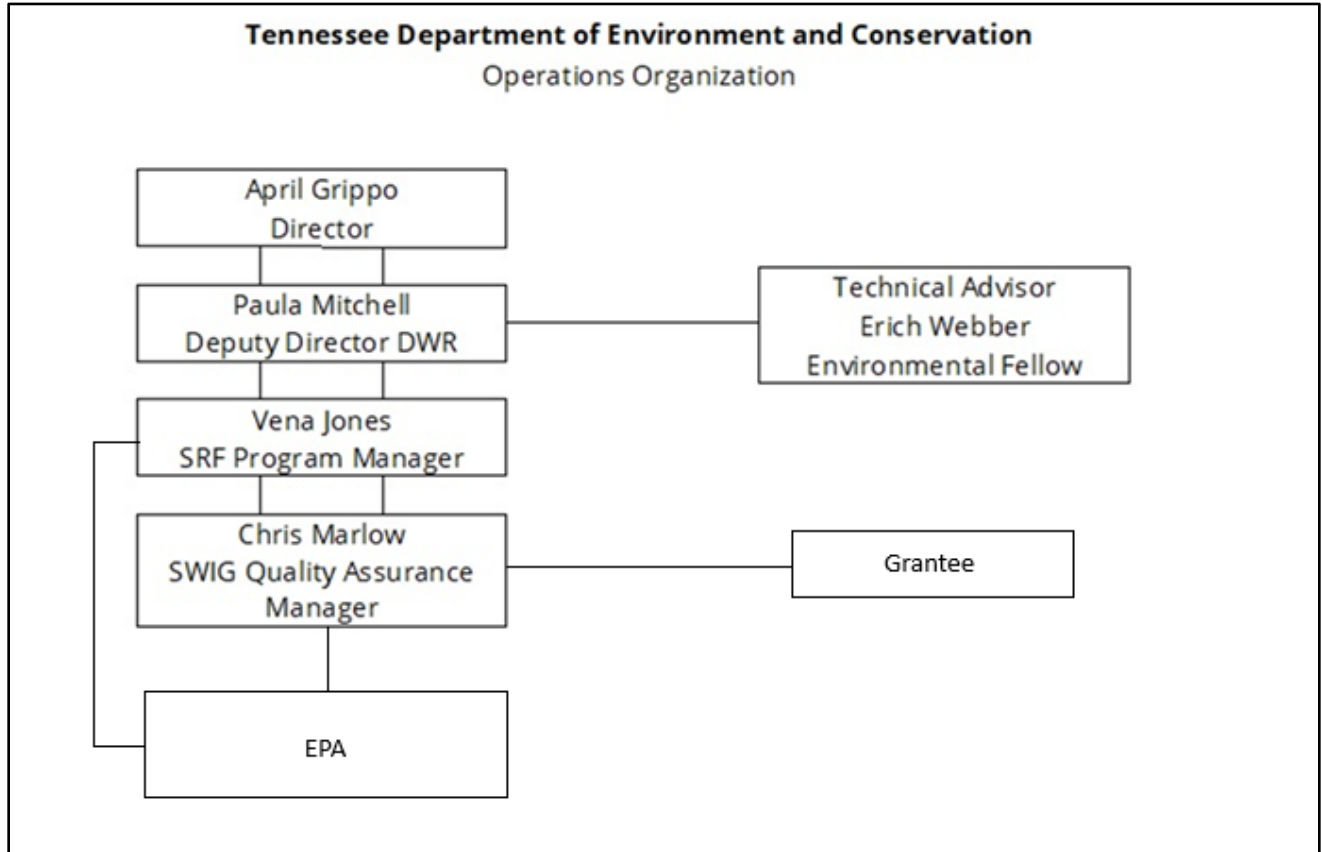 Tennessee Department of Environment and Conservation
Operations Organization
April Grippo
Director
Paula Mitchell
Deputy Director DWR
Technical Advisor
Erich Webber
Environmental Fellow
Vena Jones
SRF Program Manager
Chris Marlow
SWIG Quality Assurance
Manager
Grantee
EPA